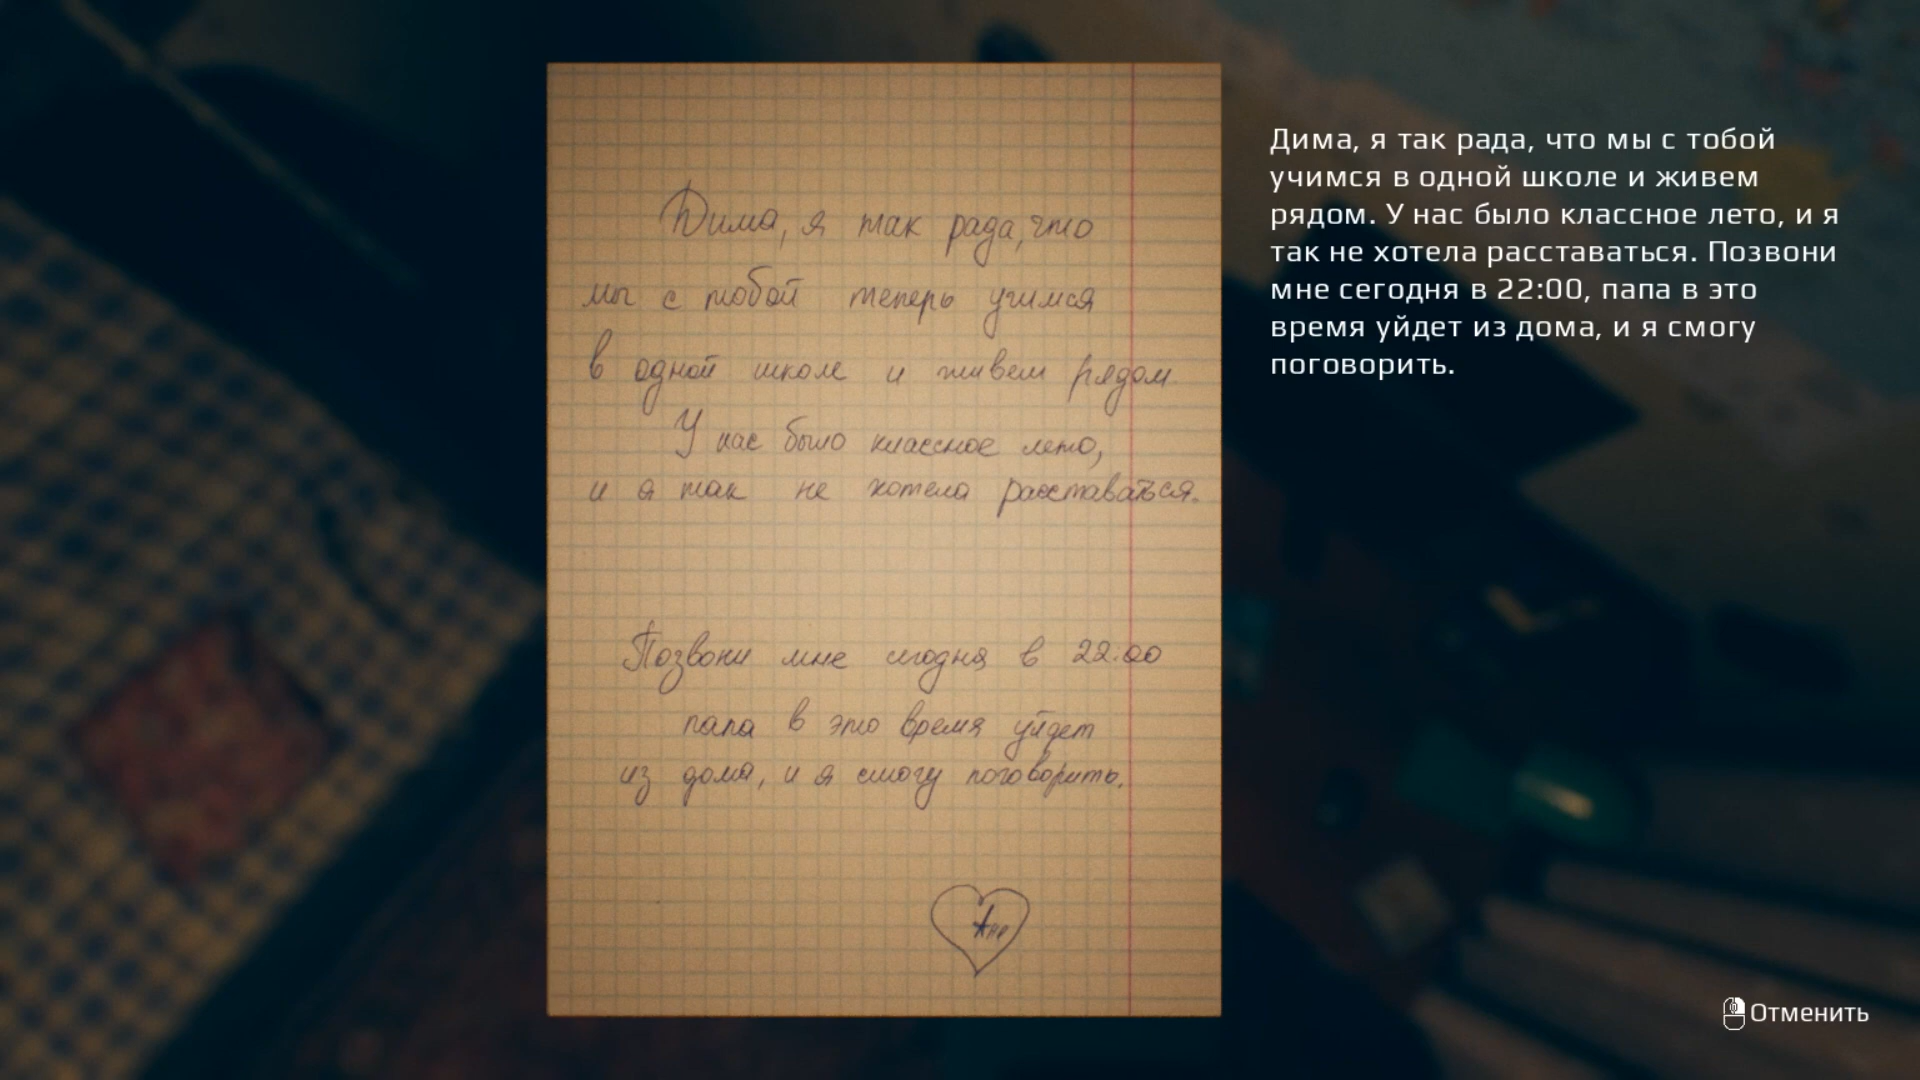 Дима, я так рада, что
мы с тобой теперь учимся
в одной школе и живем рядом.
У нас было классное лето,
и я так не хотела расставаться.
Позвони мне сегодня в 22.00
папа в это время уйдет
из дома, и я смогу поговорить.
Аня
Дима, я так рада, что мы с тобой
учимся в одной школе и живем
рядом. У нас было классное лето, и я
так не хотела расставаться. Позвони
мне сегодня в 22:00, папа в это
время уйдет из дома, и я смогу
поговорить.
Отменить